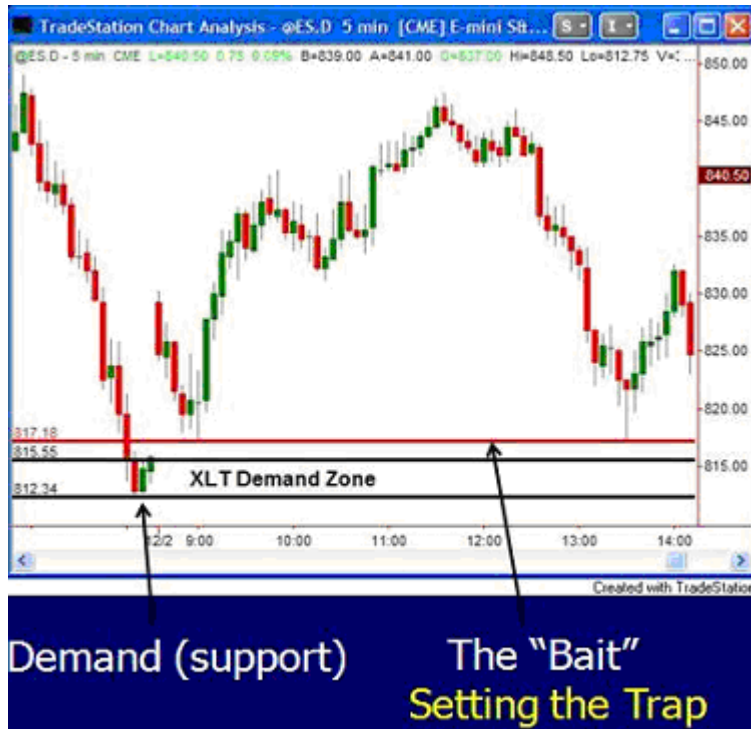 TradeStation Chart Analysis - @ES.D 5 min [CME] E-mini S&...
S
I
@ES.D - 5 min CME L=840.50 0.75 0.09% B=839.00 A=841.00 O=837.00 Hi=848.50 Lo=812.75
850.00
845.00
840.50
835.00
830.00
825.00
820.00
817.18
815.55
815.00
XLT Demand Zone
812.34
12/2 9:00 10:00 11:00 12:00 13:00 14:00
Created with TradeStation
Demand (support)
The “Bait”
Setting the Trap